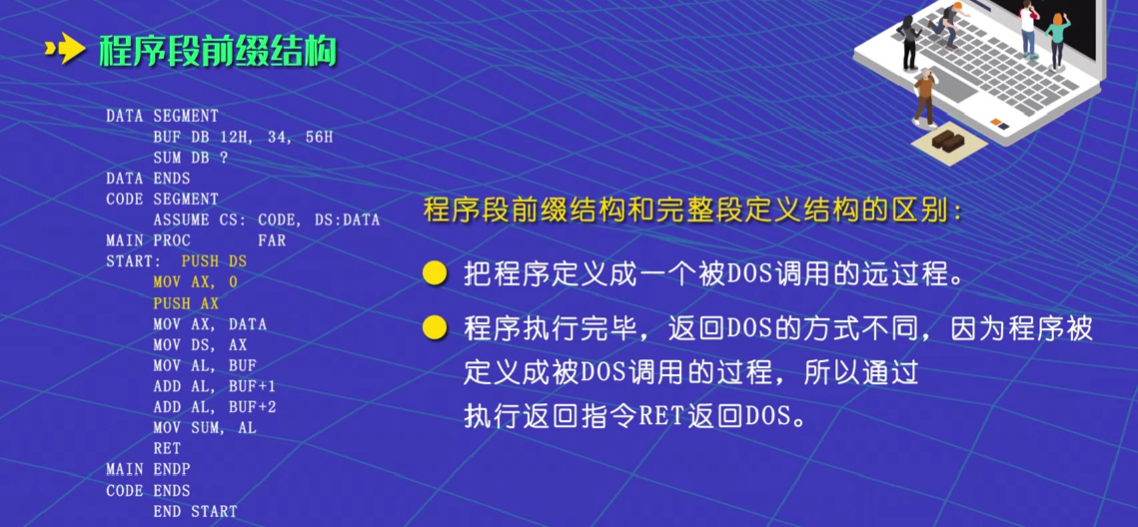 程序段前缀结构
DATA SEGMENT
BUF DB 12H, 34, 56H
SUM DB ?
DATA ENDS
CODE SEGMENT
ASSUME CS: CODE, DS:DATA
MAIN PROC FAR
START: PUSH DS
MOV AX, 0
PUSH AX
MOV AX, DATA
MOV DS, AX
MOV AL, BUF
ADD AL, BUF+1
ADD AL, BUF+2
MOV SUM, AL
RET
MAIN ENDP
CODE ENDS
END START
程序段前缀结构和完整段定义结构的区别:
把程序定义成一个被DOS调用的远过程。
程序执行完毕,返回DOS的方式不同,因为程序被
定义成被DOS调用的过程,所以通过
执行返回指令RET返回DOS。